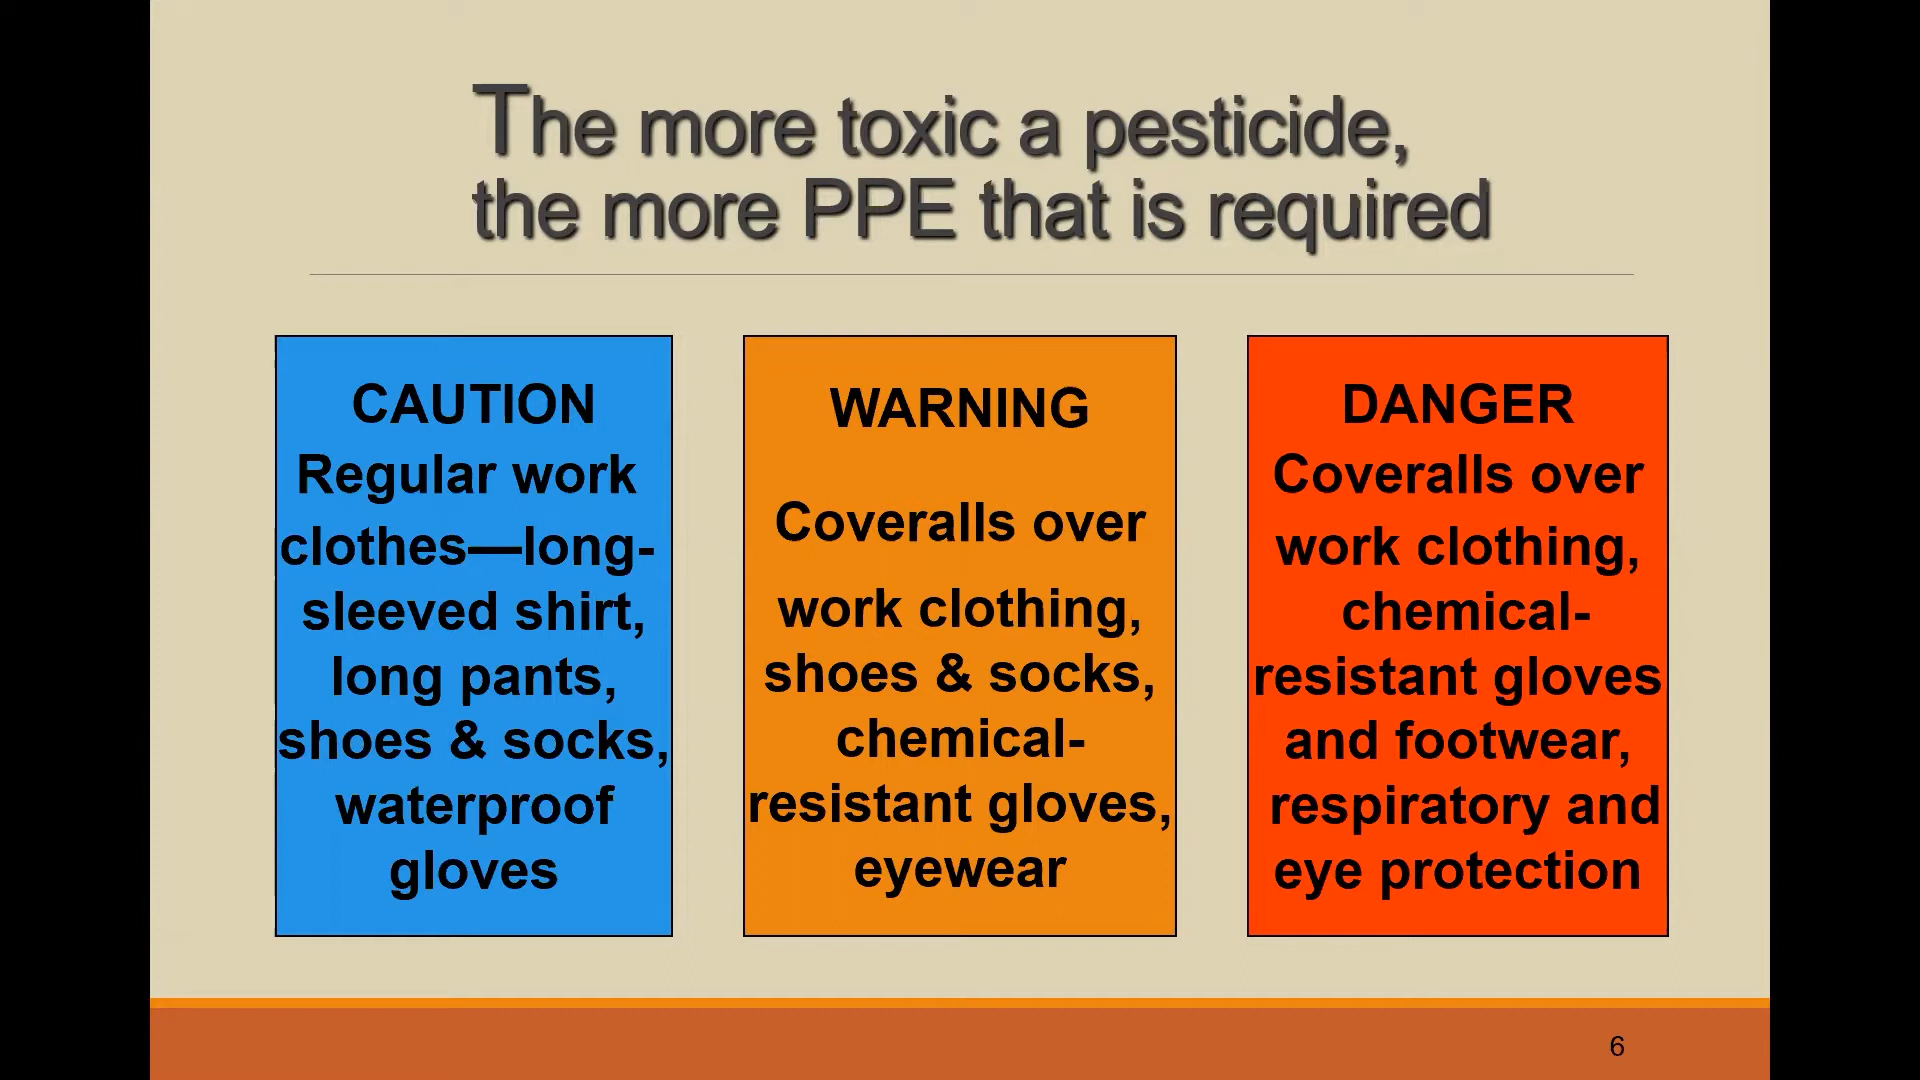 The more toxic a pesticide,
the more PPE that is required
CAUTION
Regular work
clothes—long-
sleeved shirt,
long pants,
shoes & socks,
waterproof
gloves
WARNING
Coveralls over
work clothing,
shoes & socks,
chemical-
resistant gloves,
eyewear
DANGER
Coveralls over
work clothing,
chemical-
resistant gloves
and footwear,
respiratory and
eye protection
6